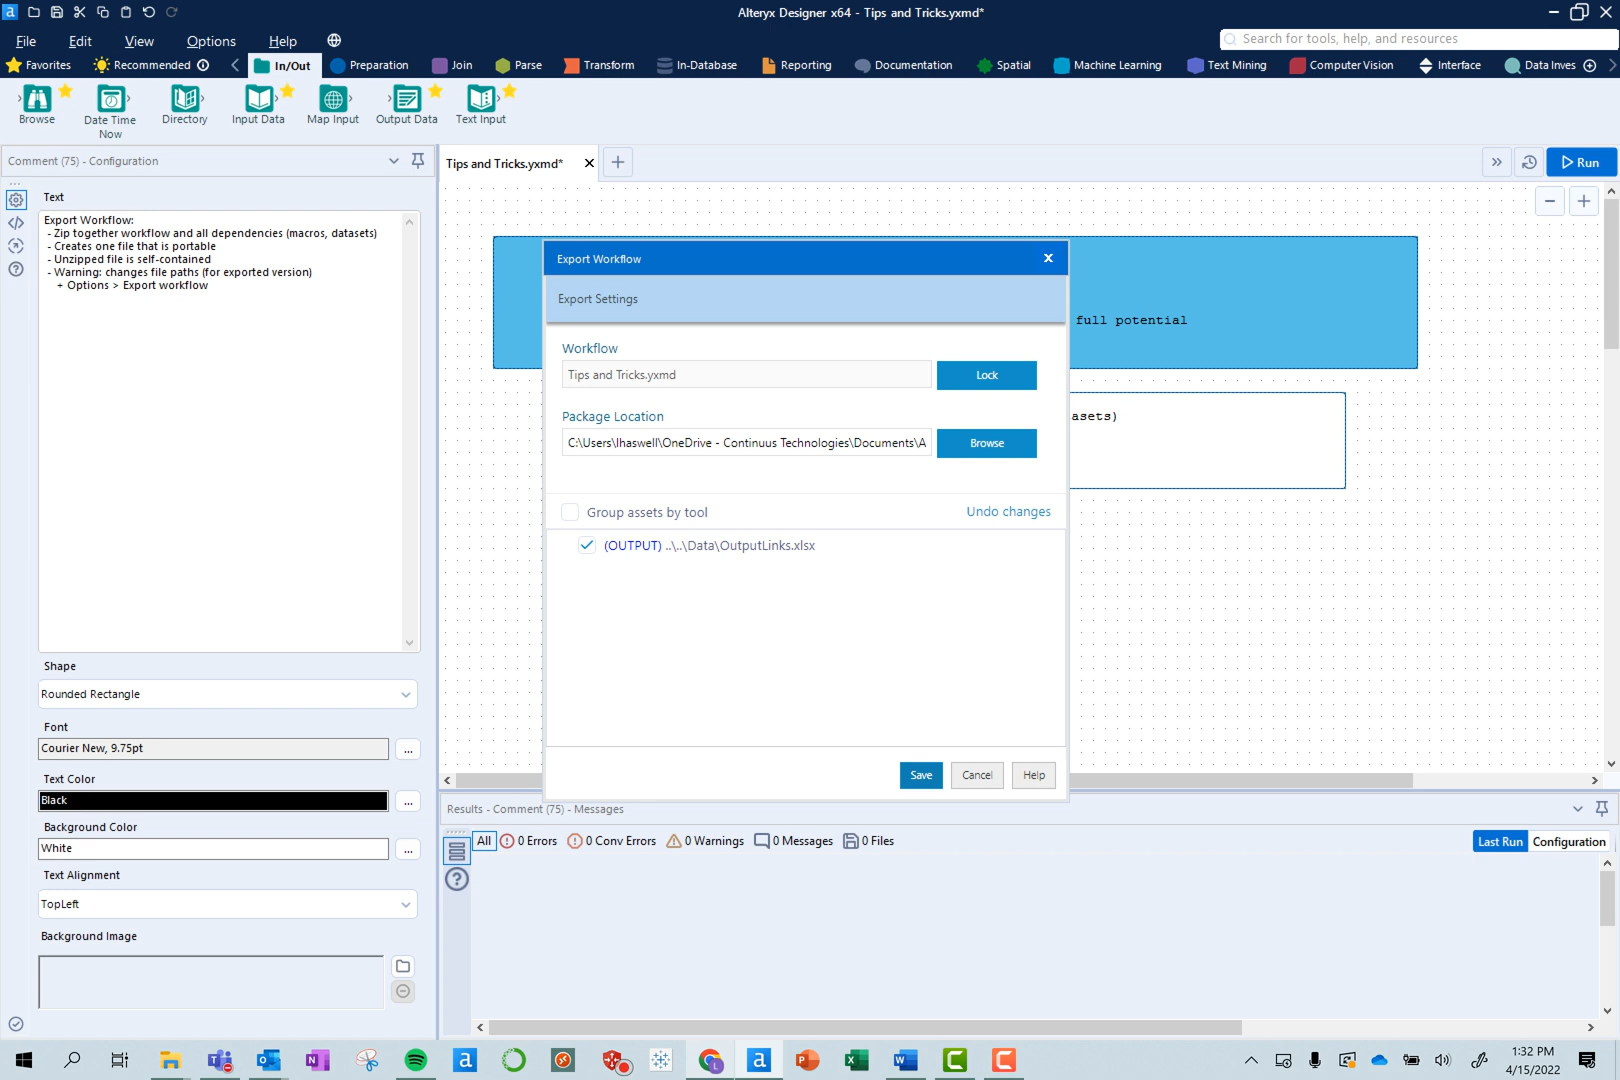 Alteryx Designer x64 - Tips and Tricks.yxmd*
File Edit View Options Help
Search for tools, help, and resources
Favorites Recommended In/Out Preparation Join Parse Transform In-Database Reporting Documentation Spatial Machine Learning Text Mining Computer Vision Interface Data Inves
Browse
Date Time
Now
Directory
Input Data
Map Input
Output Data
Text Input
Comment (75) - Configuration
Text
Export Workflow:
- Zip together workflow and all dependencies (macros, datasets)
- Creates one file that is portable
- Unzipped file is self-contained
- Warning: changes file paths (for exported version)
+ Options > Export workflow
Shape
Rounded Rectangle
Font
Courier New, 9.75pt
...
Text Color
Black
...
Background Color
White
...
Text Alignment
TopLeft
Background Image
Tips and Tricks.yxmd*
Run
full potential
asets)
Export Workflow
Export Settings
Workflow
Tips and Tricks.yxmd
Lock
Package Location
C:\Users\lhaswell\OneDrive - Continuus Technologies\Documents\A
Browse
Group assets by tool
Undo changes
(OUTPUT) ..\..\Data\OutputLinks.xlsx
Save
Cancel
Help
Results - Comment (75) - Messages
All 0 Errors 0 Conv Errors 0 Warnings 0 Messages 0 Files
Last Run Configuration
1:32 PM
4/15/2022